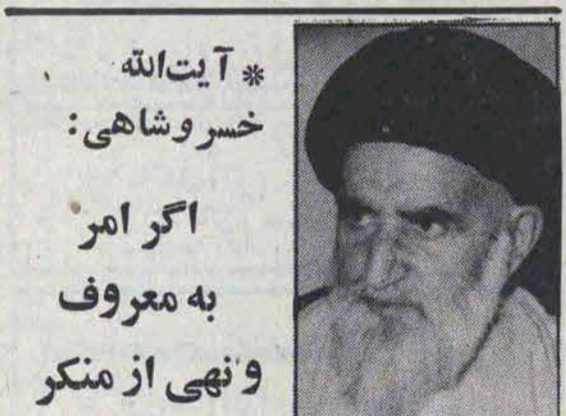 * آیت‌الله
خسروشاهی:
اگر امر
به معروف
و نهی از منکر